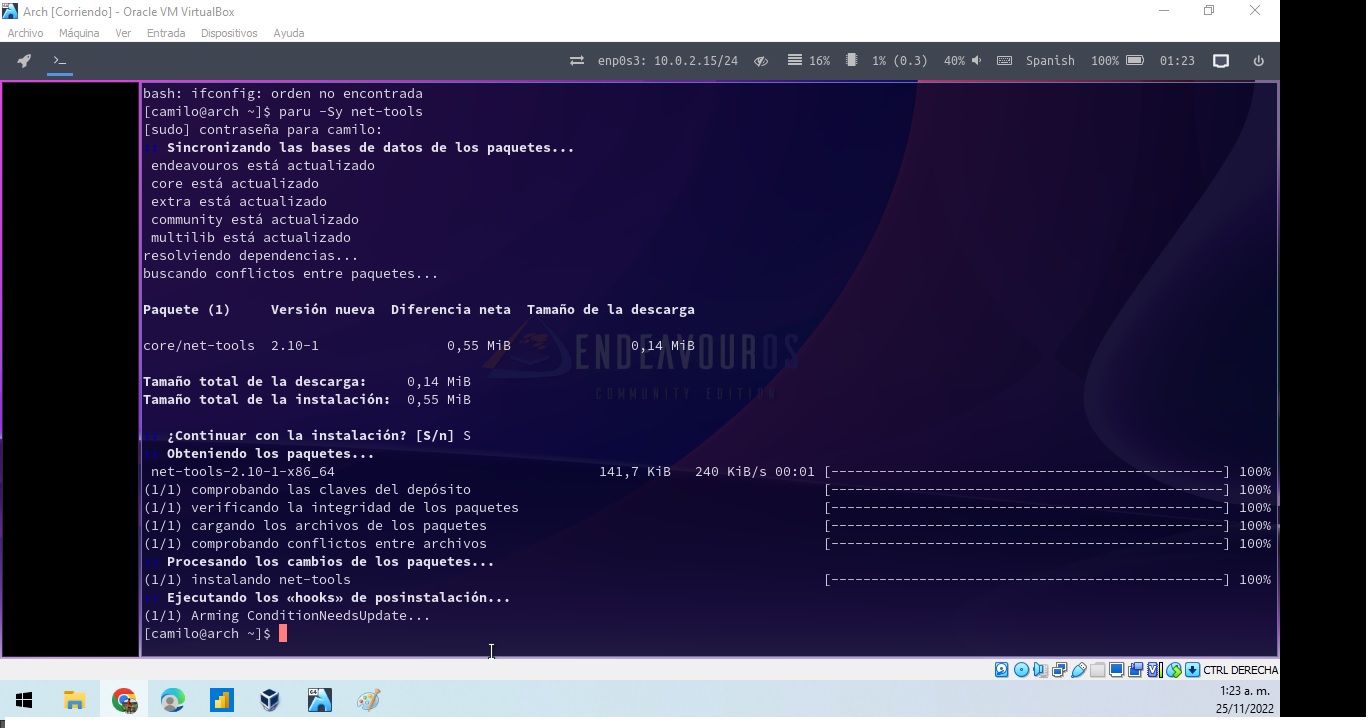 Arch [Corriendo] - Oracle VM VirtualBox
Archivo Máquina Ver Entrada Dispositivos Ayuda
enp0s3: 10.0.2.15/24 16% 1% (0.3) 40% Spanish 100% 01:23
bash: ifconfig: orden no encontrada
[camilo@arch ~]$ paru -Sy net-tools
[sudo] contraseña para camilo:
:: Sincronizando las bases de datos de los paquetes...
endeavouros está actualizado
core está actualizado
extra está actualizado
community está actualizado
multilib está actualizado
resolviendo dependencias...
buscando conflictos entre paquetes...
Paquete (1) Versión nueva Diferencia neta Tamaño de la descarga
core/net-tools 2.10-1 0,55 MiB 0,14 MiB
ENDEAVOUROS
COMMUNITY EDITION
Tamaño total de la descarga: 0,14 MiB
Tamaño total de la instalación: 0,55 MiB
:: ¿Continuar con la instalación? [S/n] S
:: Obteniendo los paquetes...
net-tools-2.10-1-x86_64 141,7 KiB 240 KiB/s 00:01 [-------------------------------------------------] 100%
(1/1) comprobando las claves del depósito [-------------------------------------------------] 100%
(1/1) verificando la integridad de los paquetes [-------------------------------------------------] 100%
(1/1) cargando los archivos de los paquetes [-------------------------------------------------] 100%
(1/1) comprobando conflictos entre archivos [-------------------------------------------------] 100%
:: Procesando los cambios de los paquetes...
(1/1) instalando net-tools [-------------------------------------------------] 100%
:: Ejecutando los «hooks» de posinstalación...
(1/1) Arming ConditionNeedsUpdate...
[camilo@arch ~]$
CTRL DERECHA
1:23 a. m.
25/11/2022